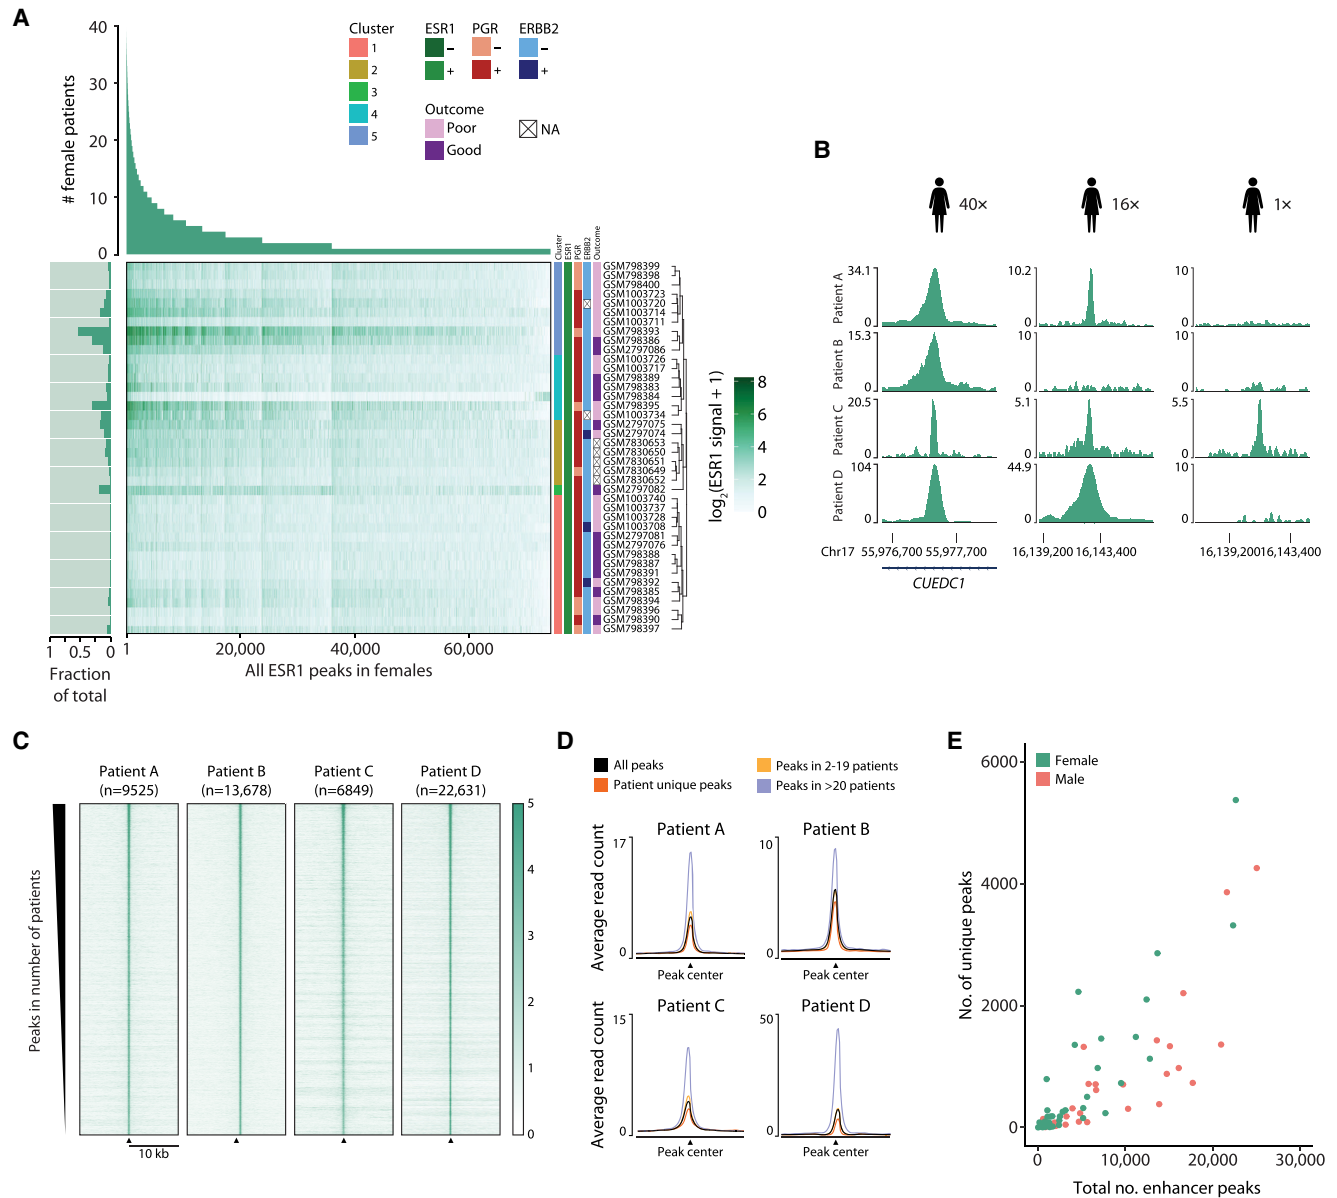 A
# female patients
40
30
20
10
0
Cluster
1
2
3
4
5
ESR1
–
+
PGR
–
+
ERBB2
–
+
Outcome
Poor
Good
NA
Cluster
ESR1
PGR
ERBB2
Outcome
GSM798399
GSM798398
GSM798400
GSM1003723
GSM1003720
GSM1003714
GSM1003711
GSM798393
GSM798386
GSM2797086
GSM1003726
GSM1003717
GSM798389
GSM798383
GSM798384
GSM798395
GSM1003734
GSM2797075
GSM2797074
GSM7830653
GSM7830650
GSM7830651
GSM7830649
GSM7830652
GSM2797082
GSM1003740
GSM1003737
GSM1003728
GSM1003708
GSM2797081
GSM2797076
GSM798388
GSM798387
GSM798391
GSM798392
GSM798385
GSM798394
GSM798396
GSM798390
GSM798397
log2(ESR1 signal + 1)
8
6
4
2
0
1 0.5 0
Fraction
of total
1 20,000 40,000 60,000
All ESR1 peaks in females
B
40×
16×
1×
Patient A
34.1
0
10.2
0
10
0
Patient B
15.3
0
10
0
10
0
Patient C
20.5
0
5.1
0
5.5
0
Patient D
104
0
44.9
0
10
0
Chr17 55,976,700 55,977,700
16,139,200 16,143,400
16,139,200 16,143,400
CUEDC1
C
Peaks in number of patients
Patient A
(n=9525)
Patient B
(n=13,678)
Patient C
(n=6849)
Patient D
(n=22,631)
5
4
3
2
1
0
10 kb
D
All peaks
Patient unique peaks
Peaks in 2-19 patients
Peaks in >20 patients
Patient A
Average read count
17
0
Peak center
Patient B
10
0
Peak center
Patient C
Average read count
15
0
Peak center
Patient D
50
0
Peak center
E
Female
Male
No. of unique peaks
6000
4000
2000
0
0 10,000 20,000 30,000
Total no. enhancer peaks